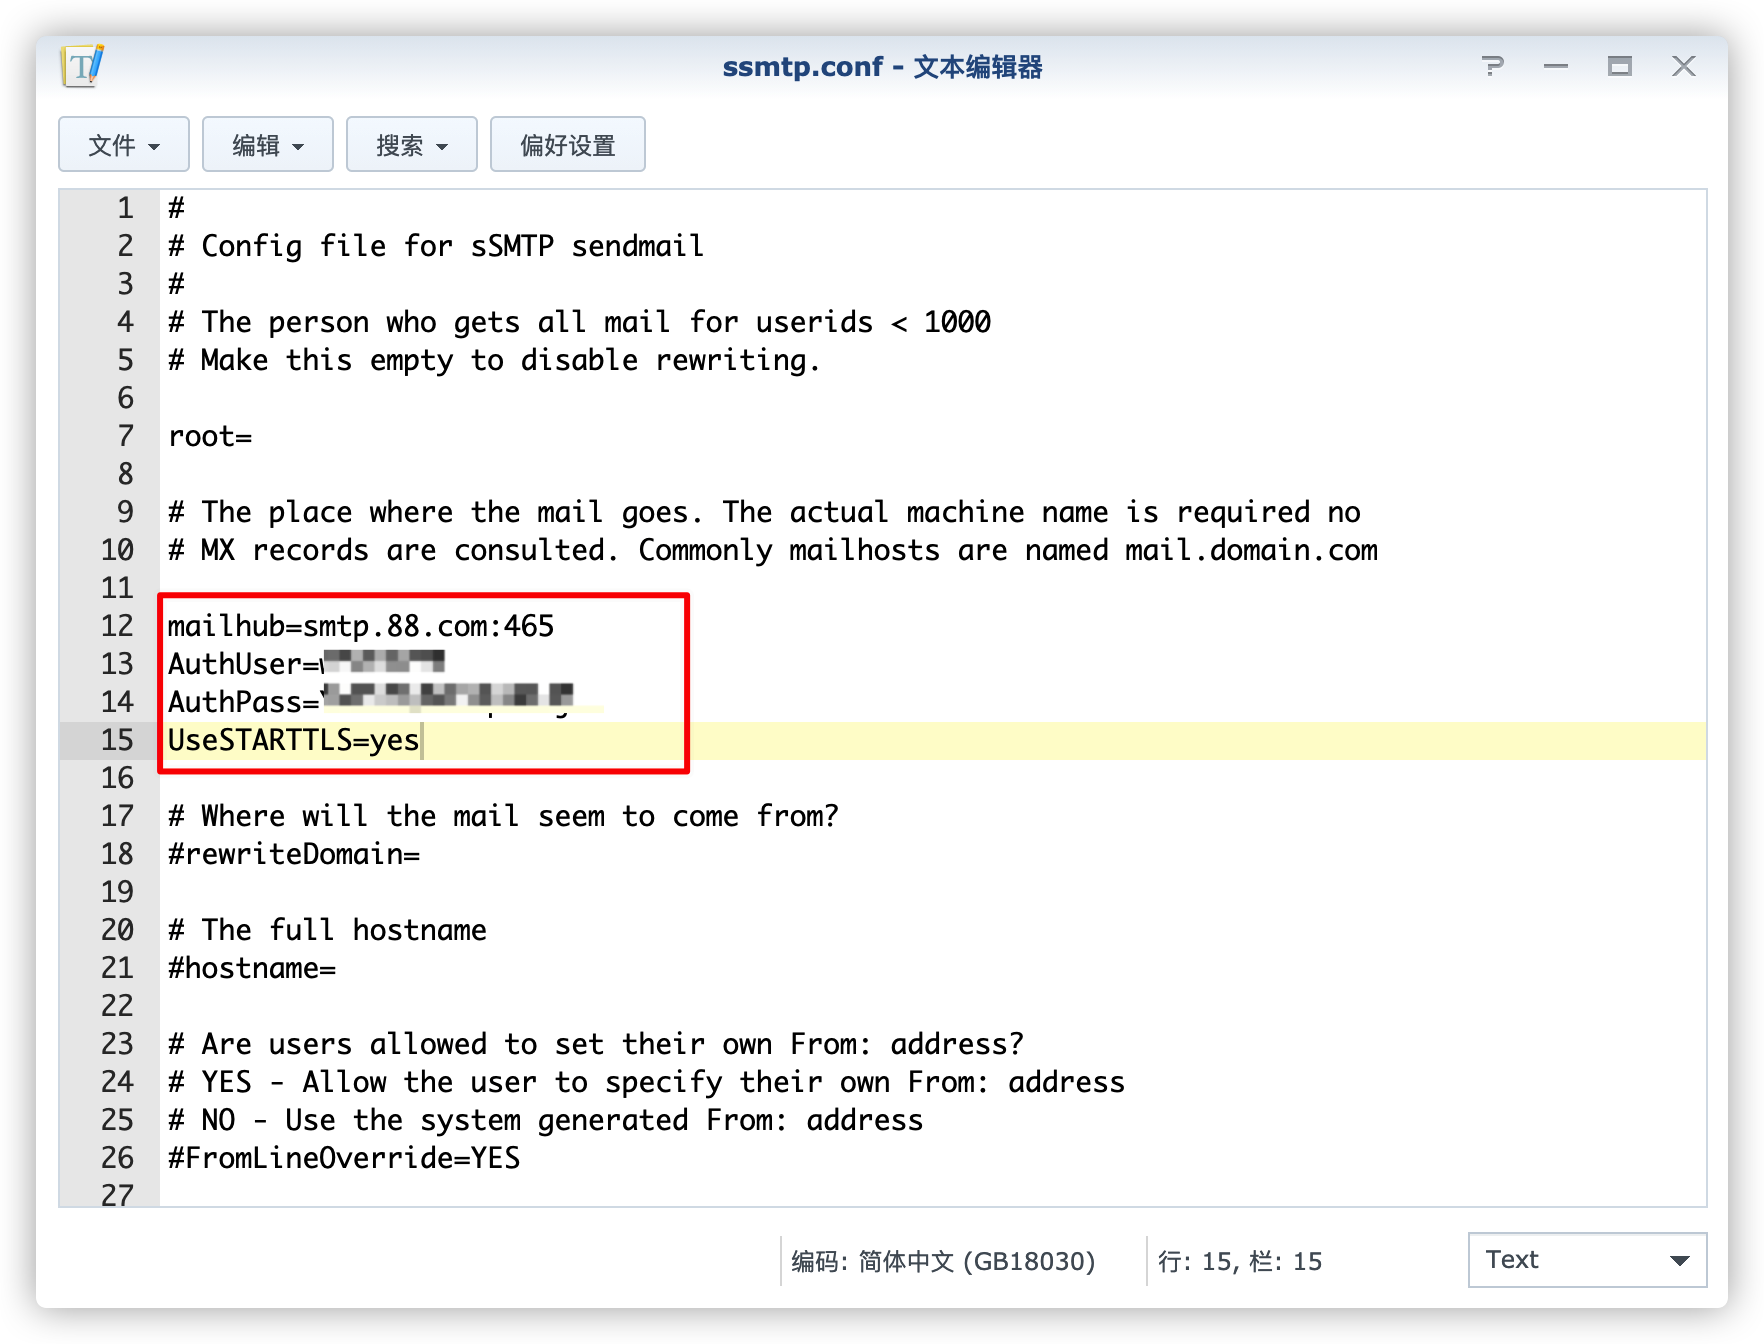 ssmtp.conf - 文本编辑器
文件 编辑 搜索 偏好设置
1 #
2 # Config file for sSMTP sendmail
3 #
4 # The person who gets all mail for userids < 1000
5 # Make this empty to disable rewriting.
6
7 root=
8
9 # The place where the mail goes. The actual machine name is required no
10 # MX records are consulted. Commonly mailhosts are named mail.domain.com
11
12 mailhub=smtp.88.com:465
13 AuthUser=
14 AuthPass=
15 UseSTARTTLS=yes
16
17 # Where will the mail seem to come from?
18 #rewriteDomain=
19
20 # The full hostname
21 #hostname=
22
23 # Are users allowed to set their own From: address?
24 # YES - Allow the user to specify their own From: address
25 # NO - Use the system generated From: address
26 #FromLineOverride=YES
27
编码: 简体中文 (GB18030) 行: 15, 栏: 15 Text